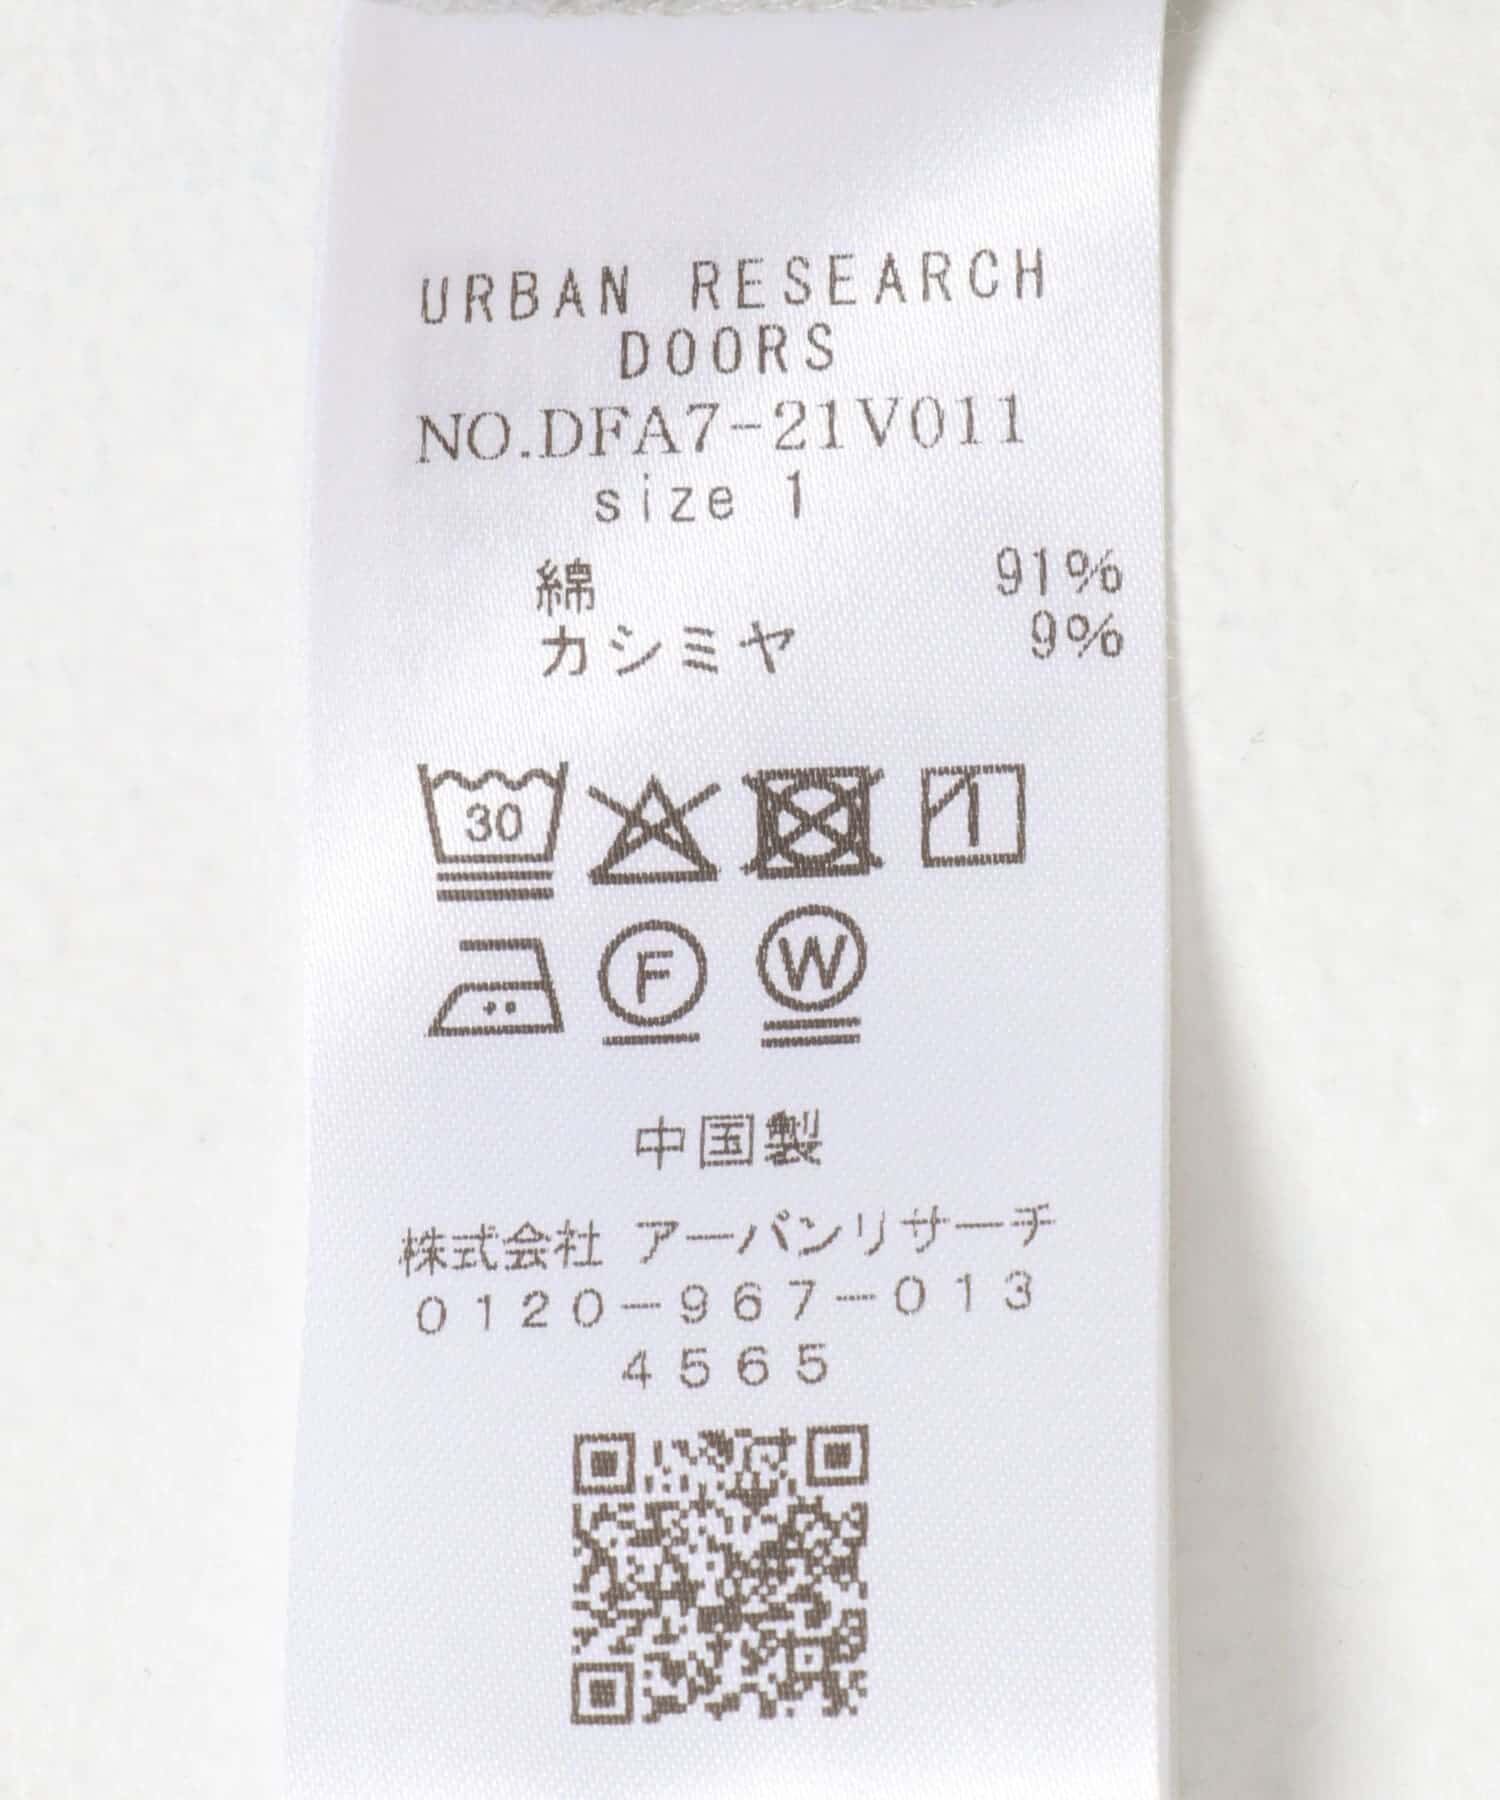 URBAN RESEARCH
DOORS
NO.DFA7-21V011
size 1
綿 91%
カシミヤ 9%
30
F W
中国製
株式会社 アーバンリサーチ
0120-967-013
4565